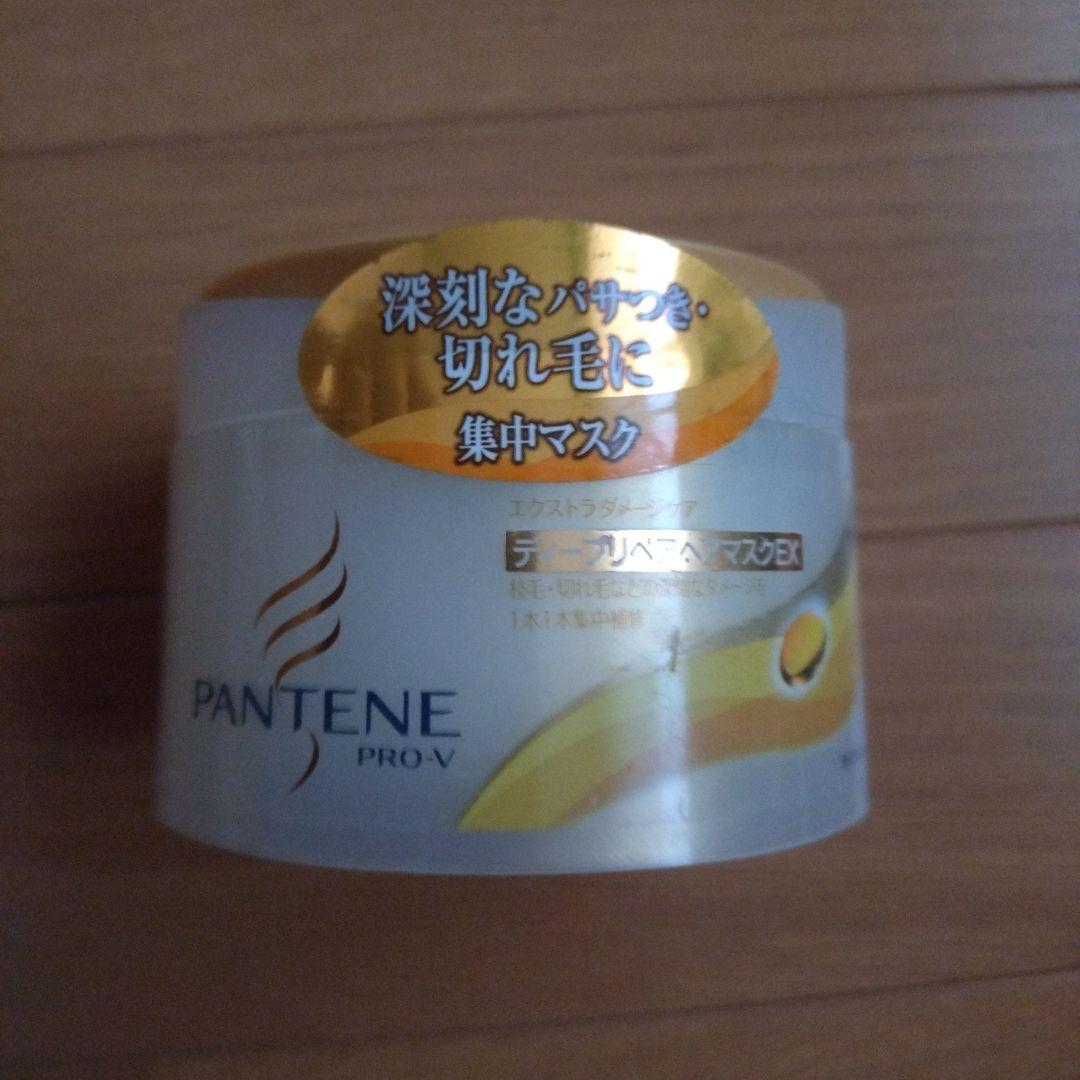 深刻なパサつき・
切れ毛に
集中マスク
エクストラダメージケア
ディープリペアヘアマスクEX
枝毛・切れ毛などの深刻なダメージを
1本1本集中補修
PANTENE
PRO-V